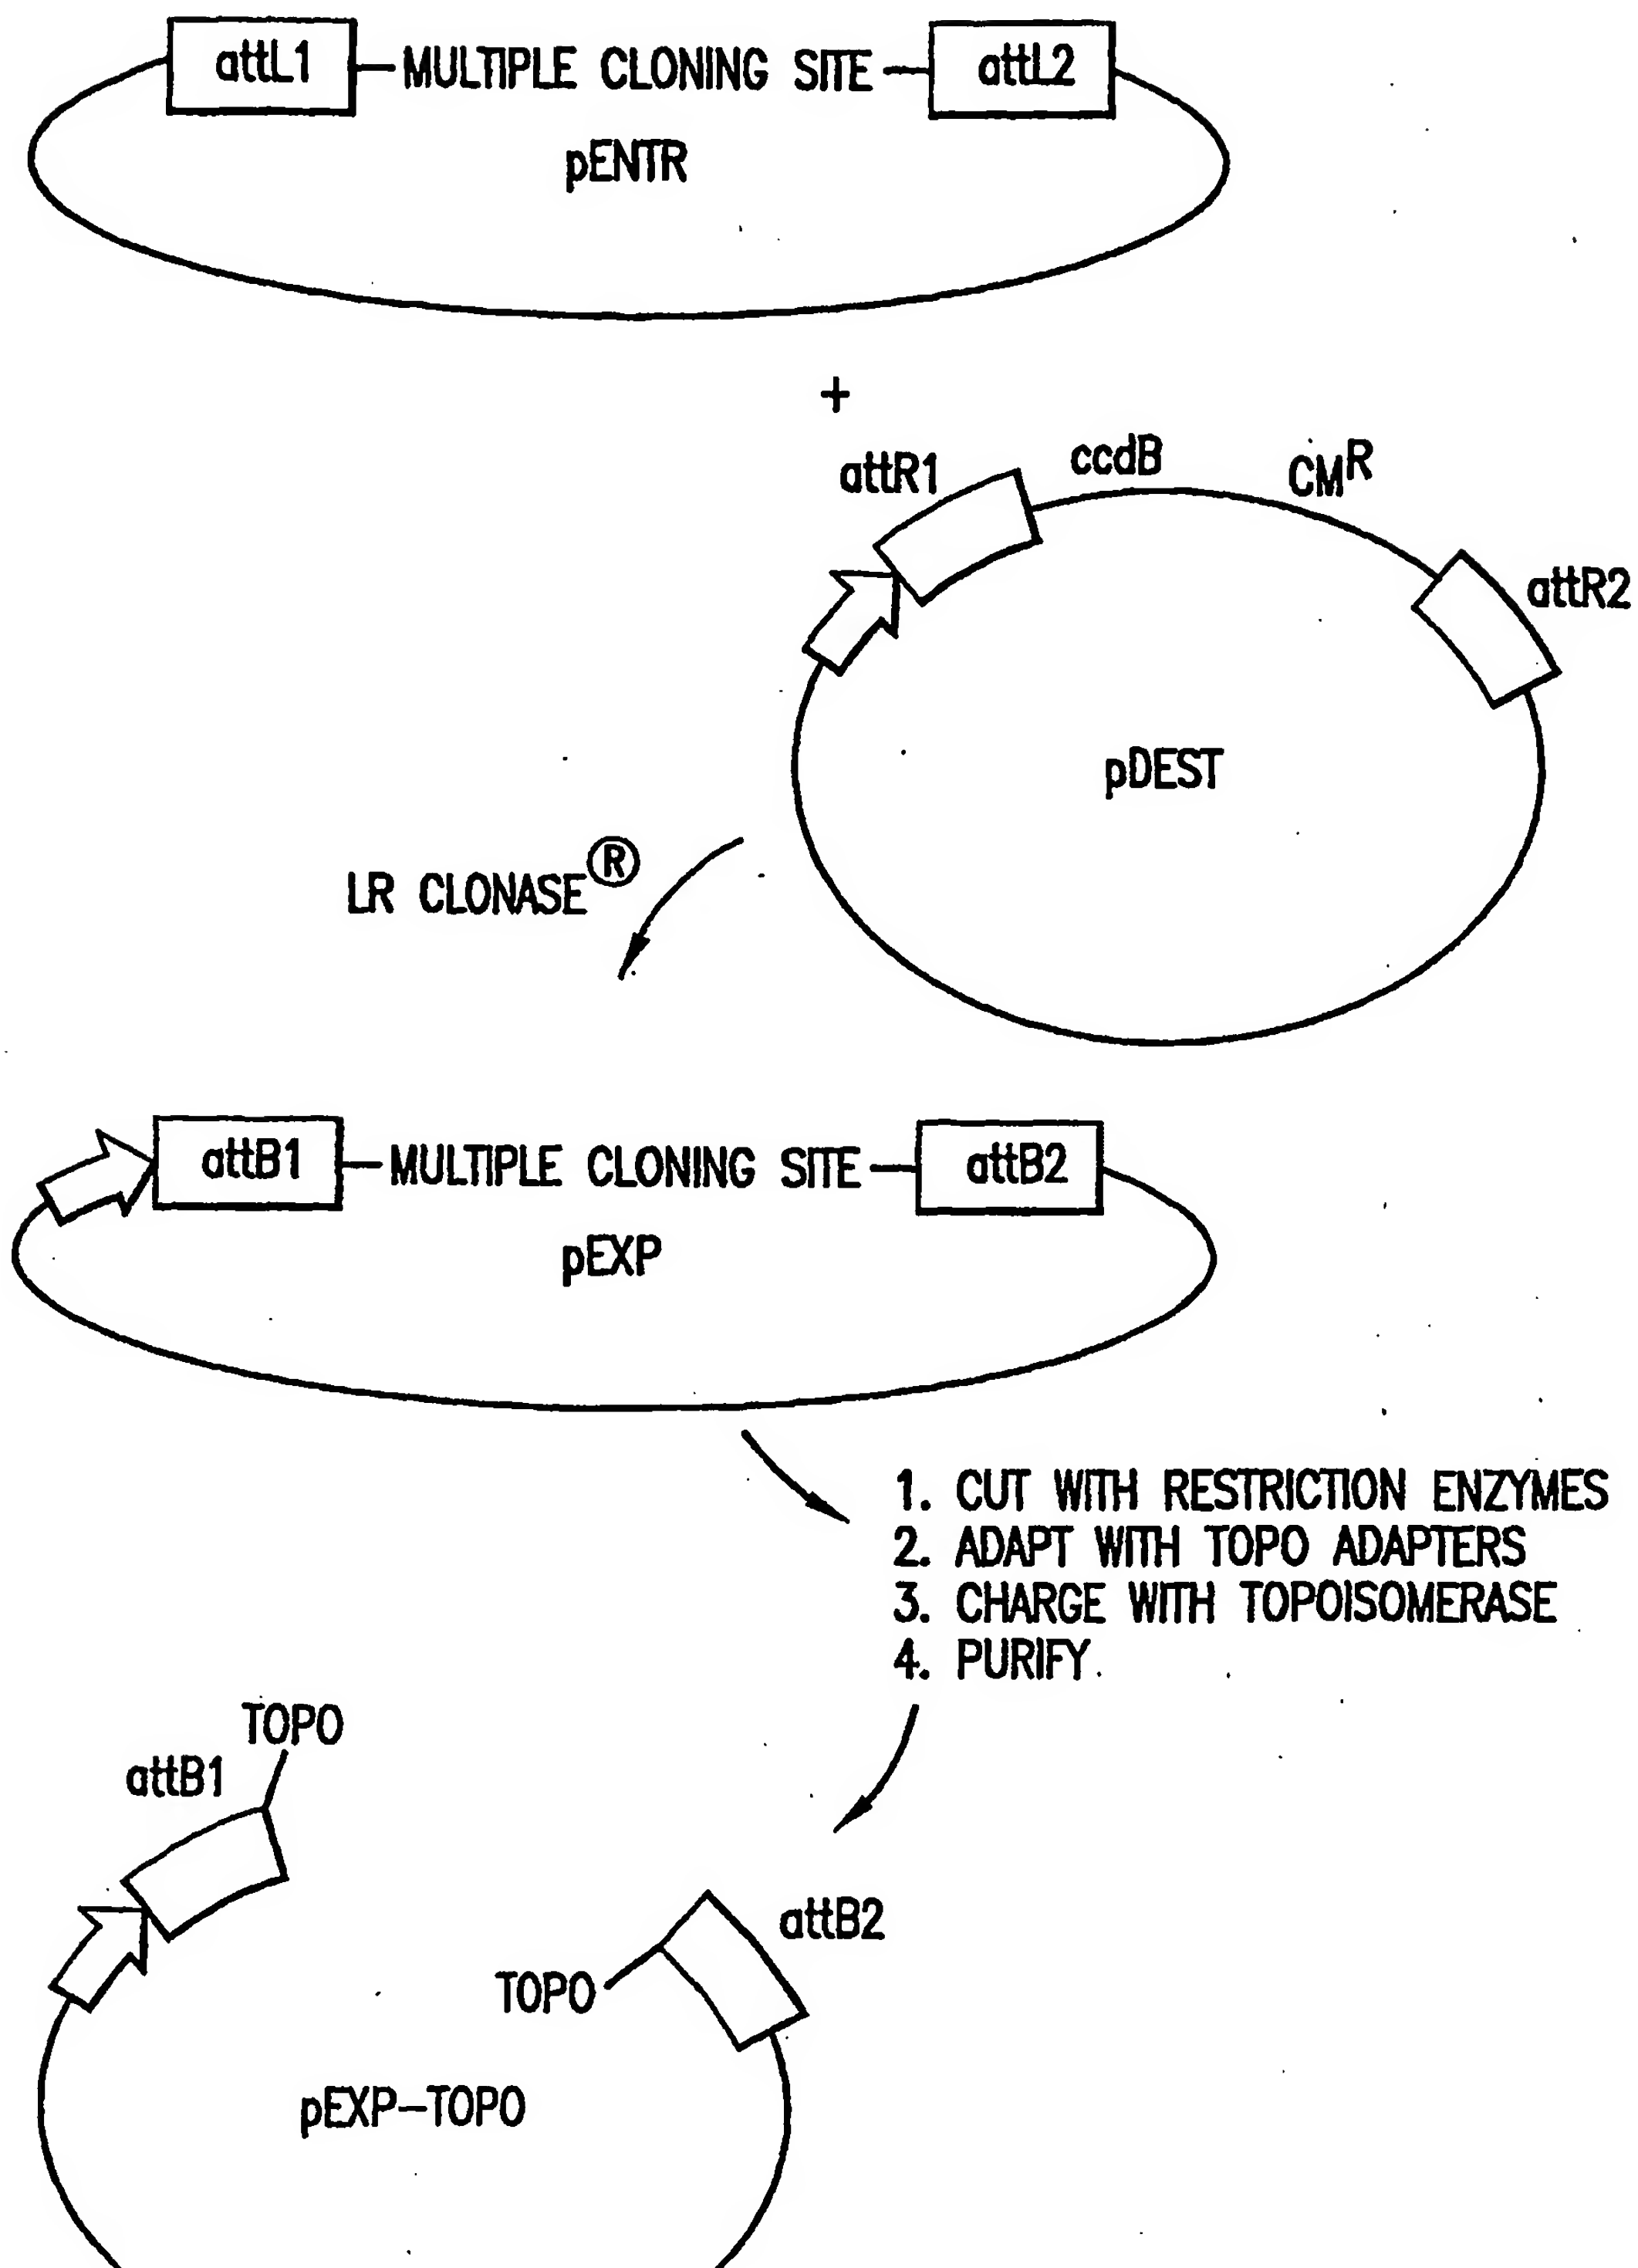 attL1 MULTIPLE CLONING SITE attL2
pENTR
+
attR1 ccdB CMR
attR2
pDEST
LR CLONASE®
attB1 MULTIPLE CLONING SITE attB2
pEXP
1. CUT WITH RESTRICTION ENZYMES
2. ADAPT WITH TOPO ADAPTERS
3. CHARGE WITH TOPOISOMERASE
4. PURIFY
TOPO
attB1
attB2
TOPO
pEXP-TOPO